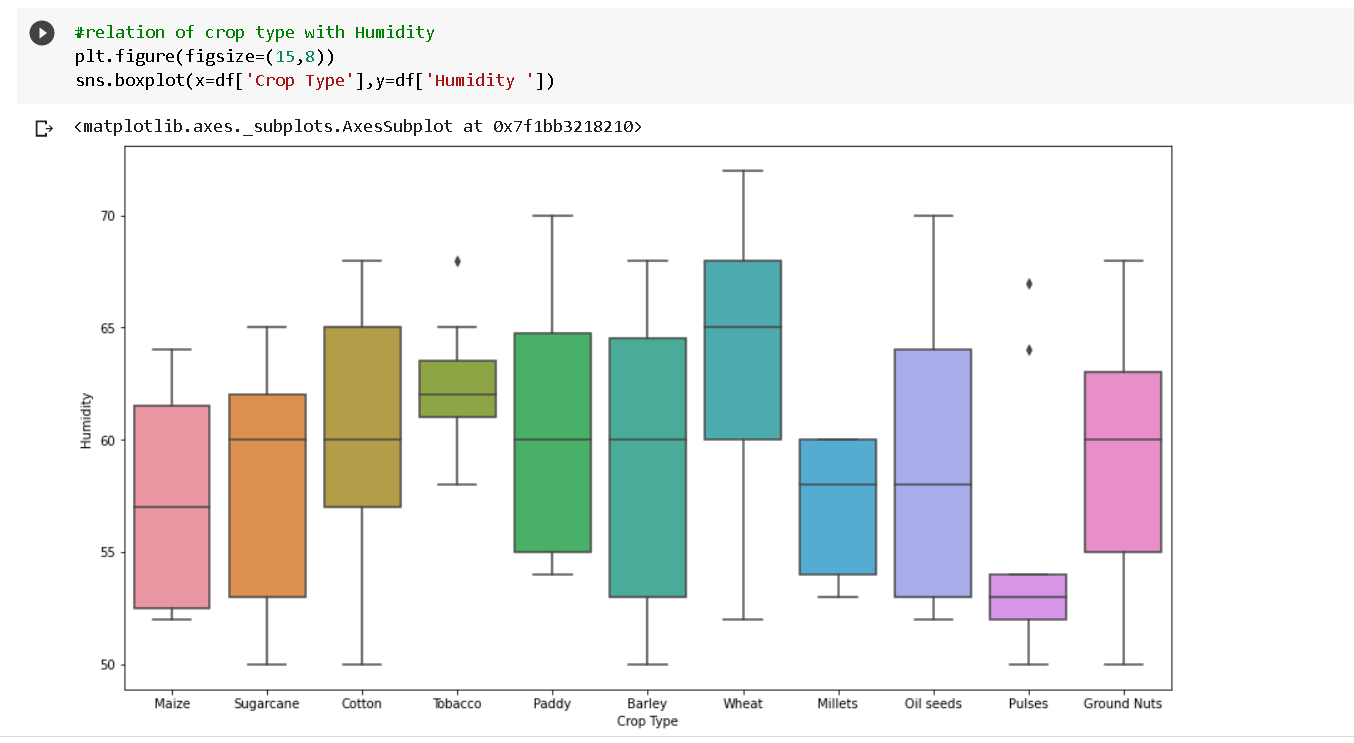 #relation of crop type with Humidity
plt.figure(figsize=(15,8))
sns.boxplot(x=df['Crop Type'],y=df['Humidity '])
<matplotlib.axes._subplots.AxesSubplot at 0x7f1bb3218210>
70
65
60
55
50
Humidity
Maize Sugarcane Cotton Tobacco Paddy Barley Wheat Millets Oil seeds Pulses Ground Nuts
Crop Type